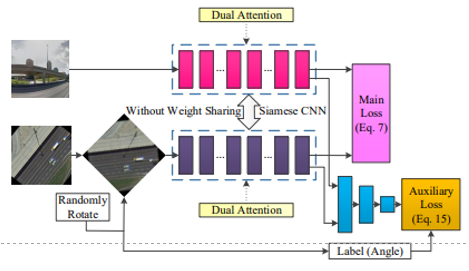 Dual Attention
Without Weight Sharing
Siamese CNN
Main
Loss
(Eq. 7)
Randomly
Rotate
Dual Attention
Auxiliary
Loss
(Eq. 15)
Label (Angle)